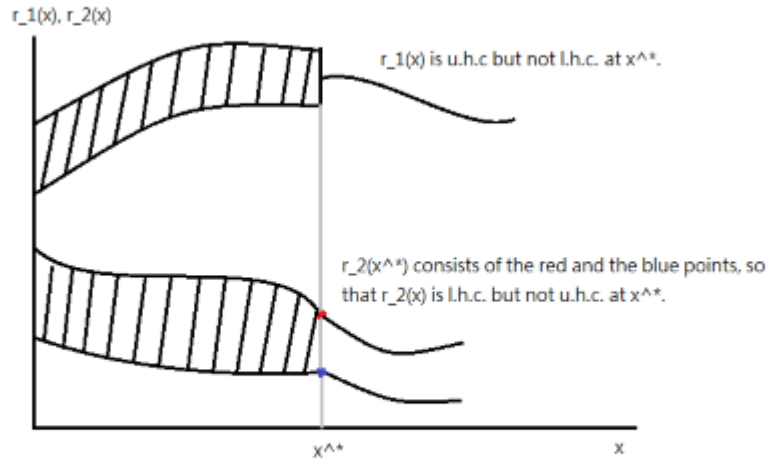 r_1(x), r_2(x)
r_1(x) is u.h.c but not l.h.c. at x^*.
r_2(x^*) consists of the red and the blue points, so
that r_2(x) is l.h.c. but not u.h.c. at x^*.
x^*
x